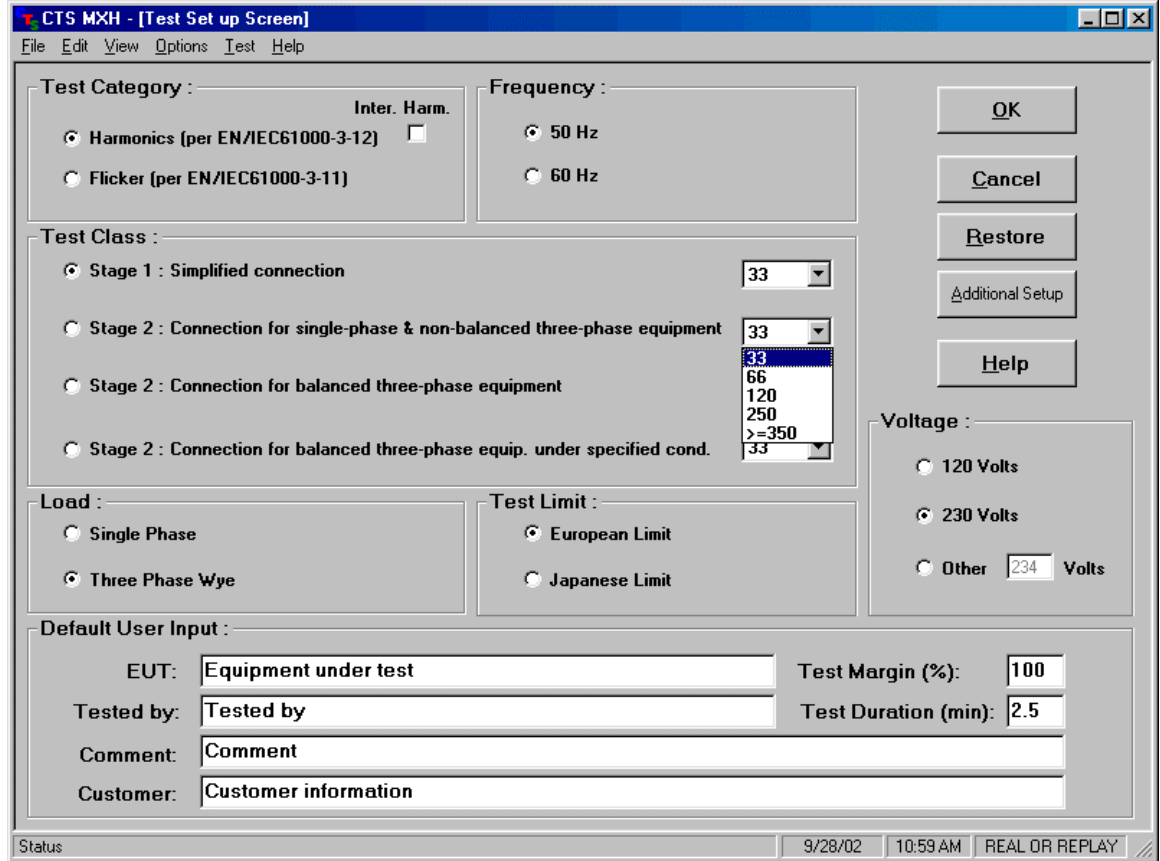 CTS MXH - [Test Set up Screen]
File Edit View Options Test Help
Test Category :
Inter. Harm.
Harmonics (per EN/IEC61000-3-12)
Flicker (per EN/IEC61000-3-11)
Frequency :
50 Hz
60 Hz
OK
Cancel
Restore
Additional Setup
Help
Test Class :
Stage 1 : Simplified connection 33
Stage 2 : Connection for single-phase & non-balanced three-phase equipment 33
33
66
120
250
>=350
Stage 2 : Connection for balanced three-phase equipment
Stage 2 : Connection for balanced three-phase equip. under specified cond. 33
Voltage :
120 Volts
230 Volts
Other 234 Volts
Load :
Single Phase
Three Phase Wye
Test Limit :
European Limit
Japanese Limit
Default User Input :
EUT: Equipment under test
Test Margin (%): 100
Tested by: Tested by
Test Duration (min): 2.5
Comment: Comment
Customer: Customer information
Status 9/28/02 10:59 AM REAL OR REPLAY